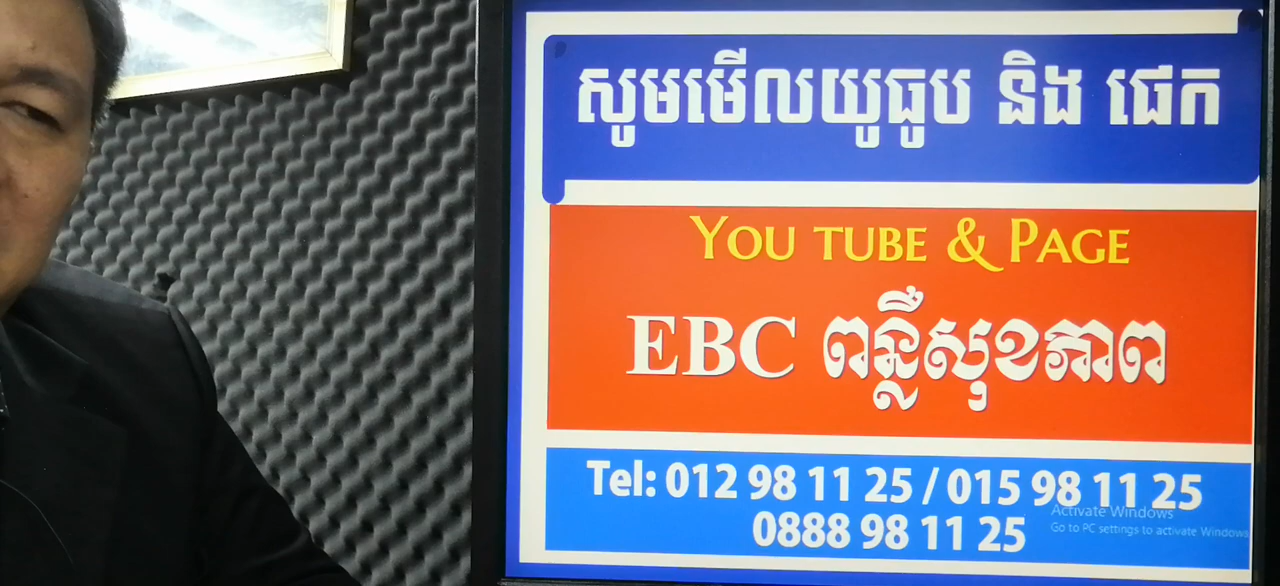 សូមមើលយូធូប និង ផេក
YOU TUBE & PAGE
EBC ពន្លឺសុខភាព
Tel: 012 98 11 25 / 015 98 11 25
0888 98 11 25
Activate Windows
Go to PC settings to activate Windows